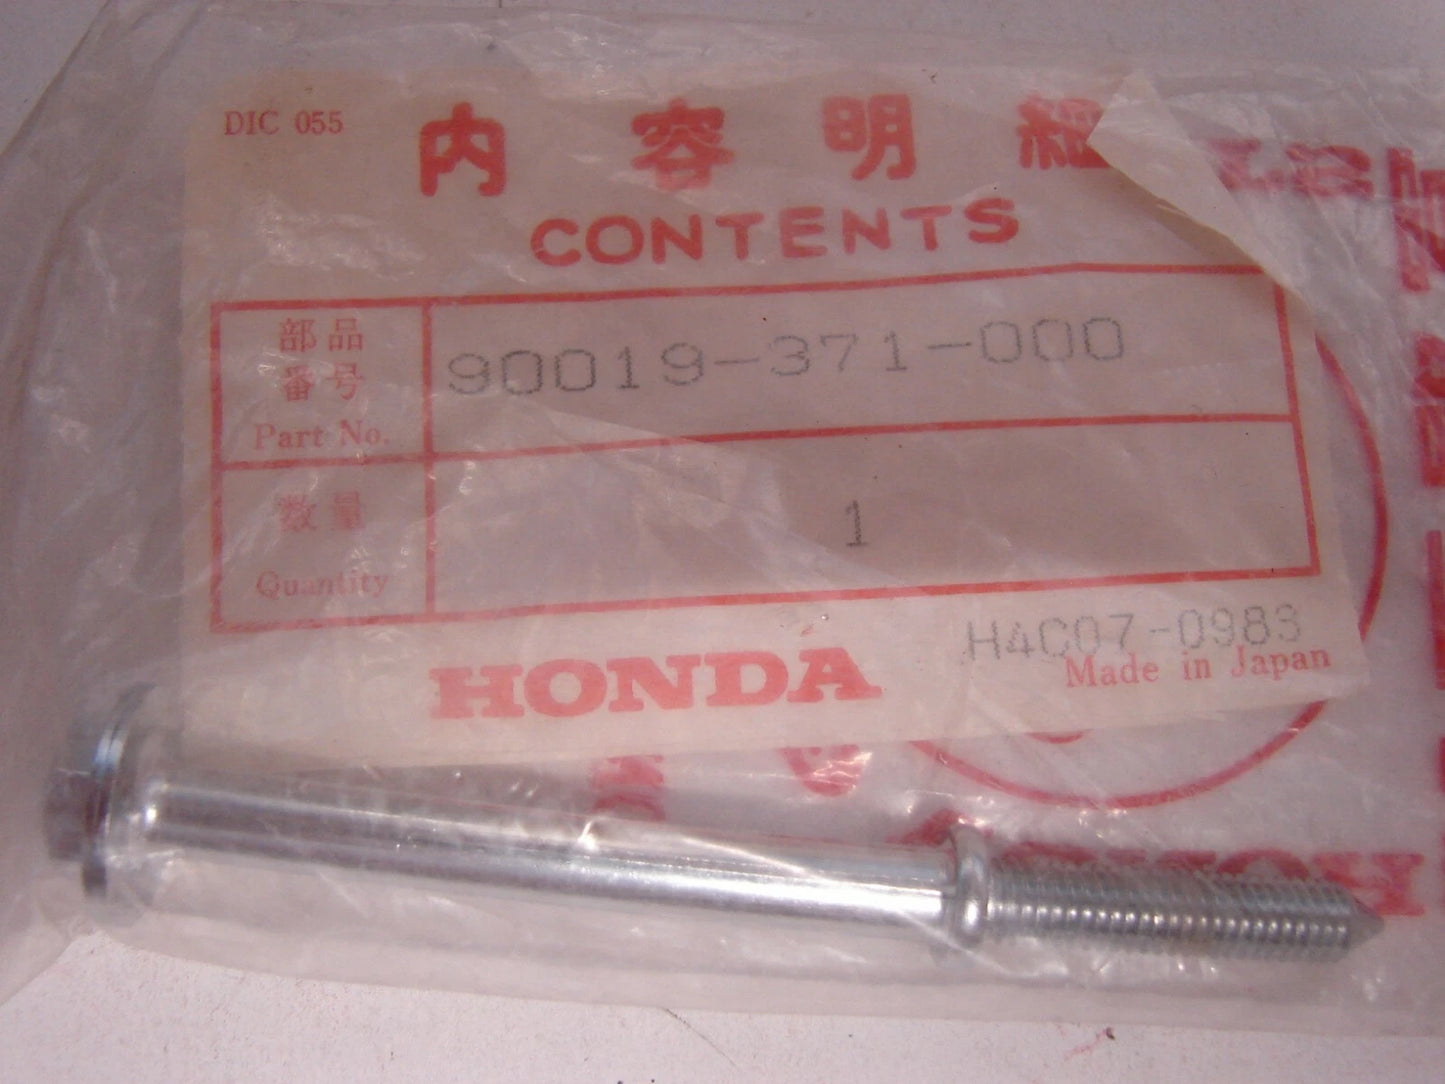 DIC 055
内容明細
CONTENTS
部品
番号
Part No.
90019-371-000
数量
Quantity
1
H4C07-0983
HONDA
Made in Japan